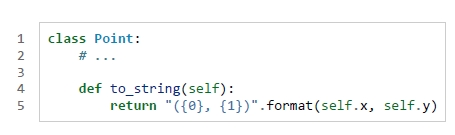 1 class Point:
2     # ...
3
4     def to_string(self):
5         return "({0}, {1})".format(self.x, self.y)